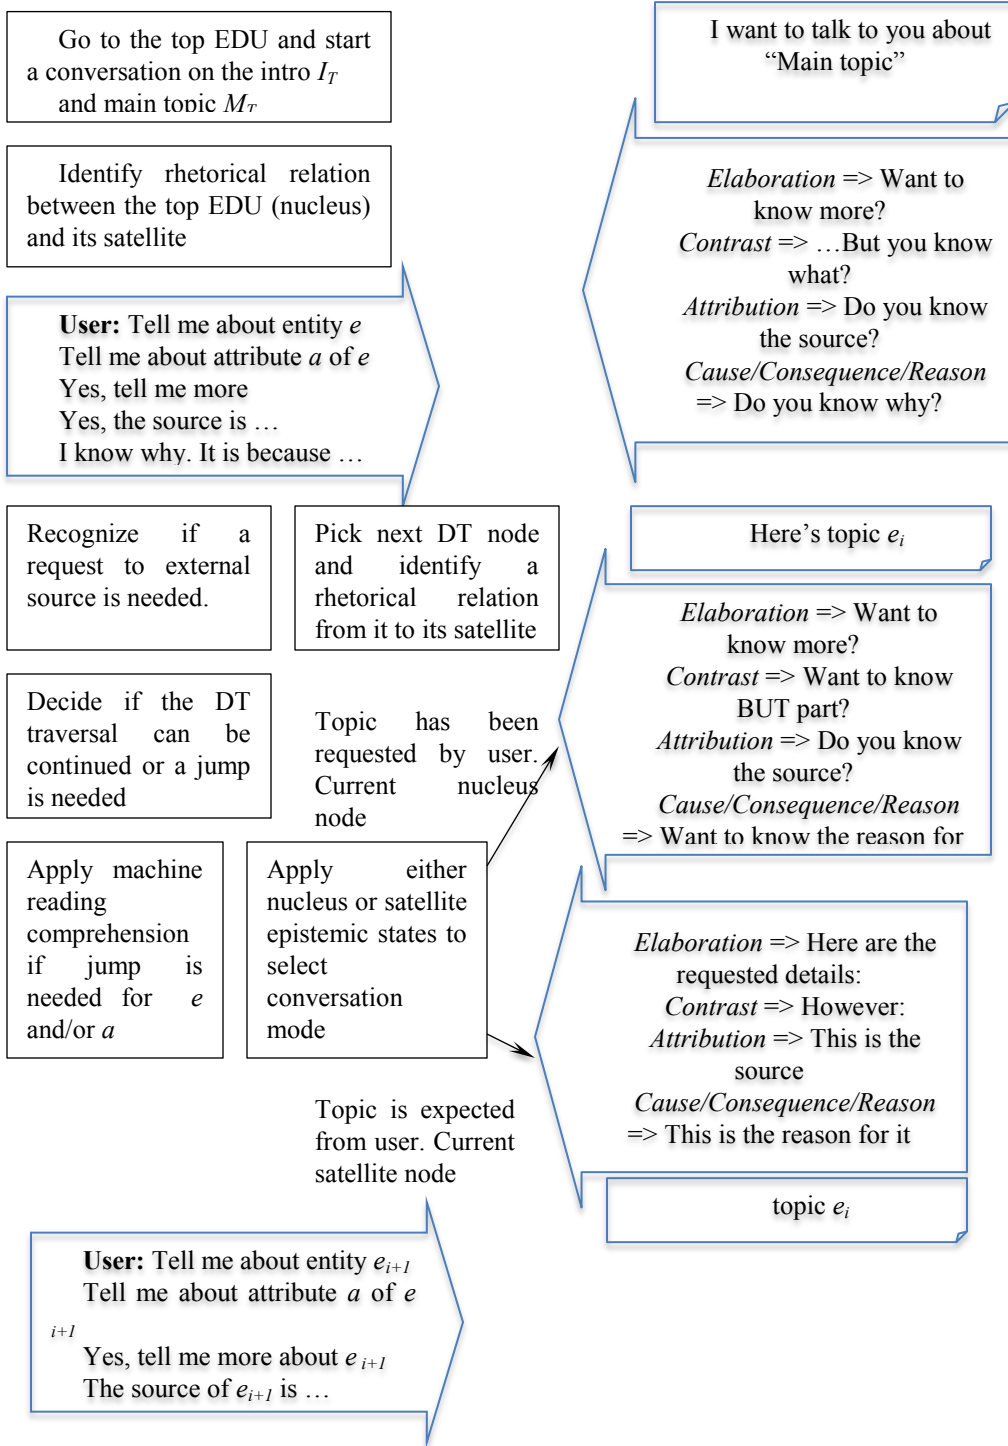 Go to the top EDU and start
a conversation on the intro I_T
and main topic M_T
I want to talk to you about
“Main topic”
Identify rhetorical relation
between the top EDU (nucleus)
and its satellite
Elaboration => Want to
know more?
Contrast => …But you know
what?
Attribution => Do you know
the source?
Cause/Consequence/Reason
=> Do you know why?
User: Tell me about entity e
Tell me about attribute a of e
Yes, tell me more
Yes, the source is …
I know why. It is because …
Recognize if a
request to external
source is needed.
Pick next DT node
and identify a
rhetorical relation
from it to its satellite
Here’s topic e_i
Elaboration => Want to
know more?
Contrast => Want to know
BUT part?
Attribution => Do you know
the source?
Cause/Consequence/Reason
=> Want to know the reason for
Decide if the DT
traversal can be
continued or a jump
is needed
Topic has been
requested by user.
Current nucleus
node
Apply machine
reading
comprehension
if jump is
needed for e
and/or a
Apply either
nucleus or satellite
epistemic states to
select
conversation
mode
Elaboration => Here are the
requested details:
Contrast => However:
Attribution => This is the
source
Cause/Consequence/Reason
=> This is the reason for it
Topic is expected
from user. Current
satellite node
topic e_i
User: Tell me about entity e_{i+1}
Tell me about attribute a of e
i+1
Yes, tell me more about e_{i+1}
The source of e_{i+1} is …